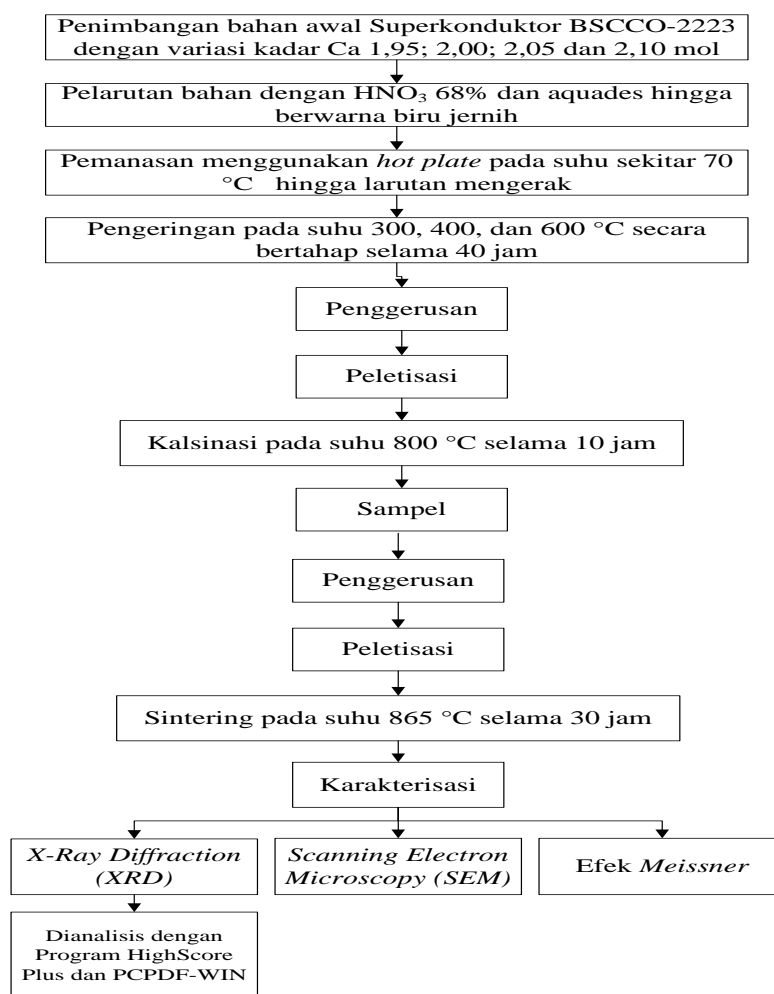 Penimbangan bahan awal Superkonduktor BSCCO-2223
dengan variasi kadar Ca 1,95; 2,00; 2,05 dan 2,10 mol
Pelarutan bahan dengan HNO₃ 68% dan aquades hingga
berwarna biru jernih
Pemanasan menggunakan hot plate pada suhu sekitar 70
°C hingga larutan mengerak
Pengeringan pada suhu 300, 400, dan 600 °C secara
bertahap selama 40 jam
Penggerusan
Peletisasi
Kalsinasi pada suhu 800 °C selama 10 jam
Sampel
Penggerusan
Peletisasi
Sintering pada suhu 865 °C selama 30 jam
Karakterisasi
X-Ray Diffraction
(XRD)
Scanning Electron
Microscopy (SEM)
Efek Meissner
Dianalisis dengan
Program HighScore
Plus dan PCPDF-WIN